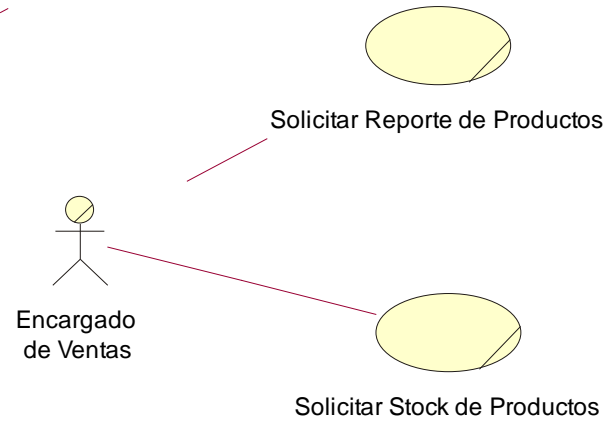 Solicitar Reporte de Productos
Encargado
de Ventas
Solicitar Stock de Productos